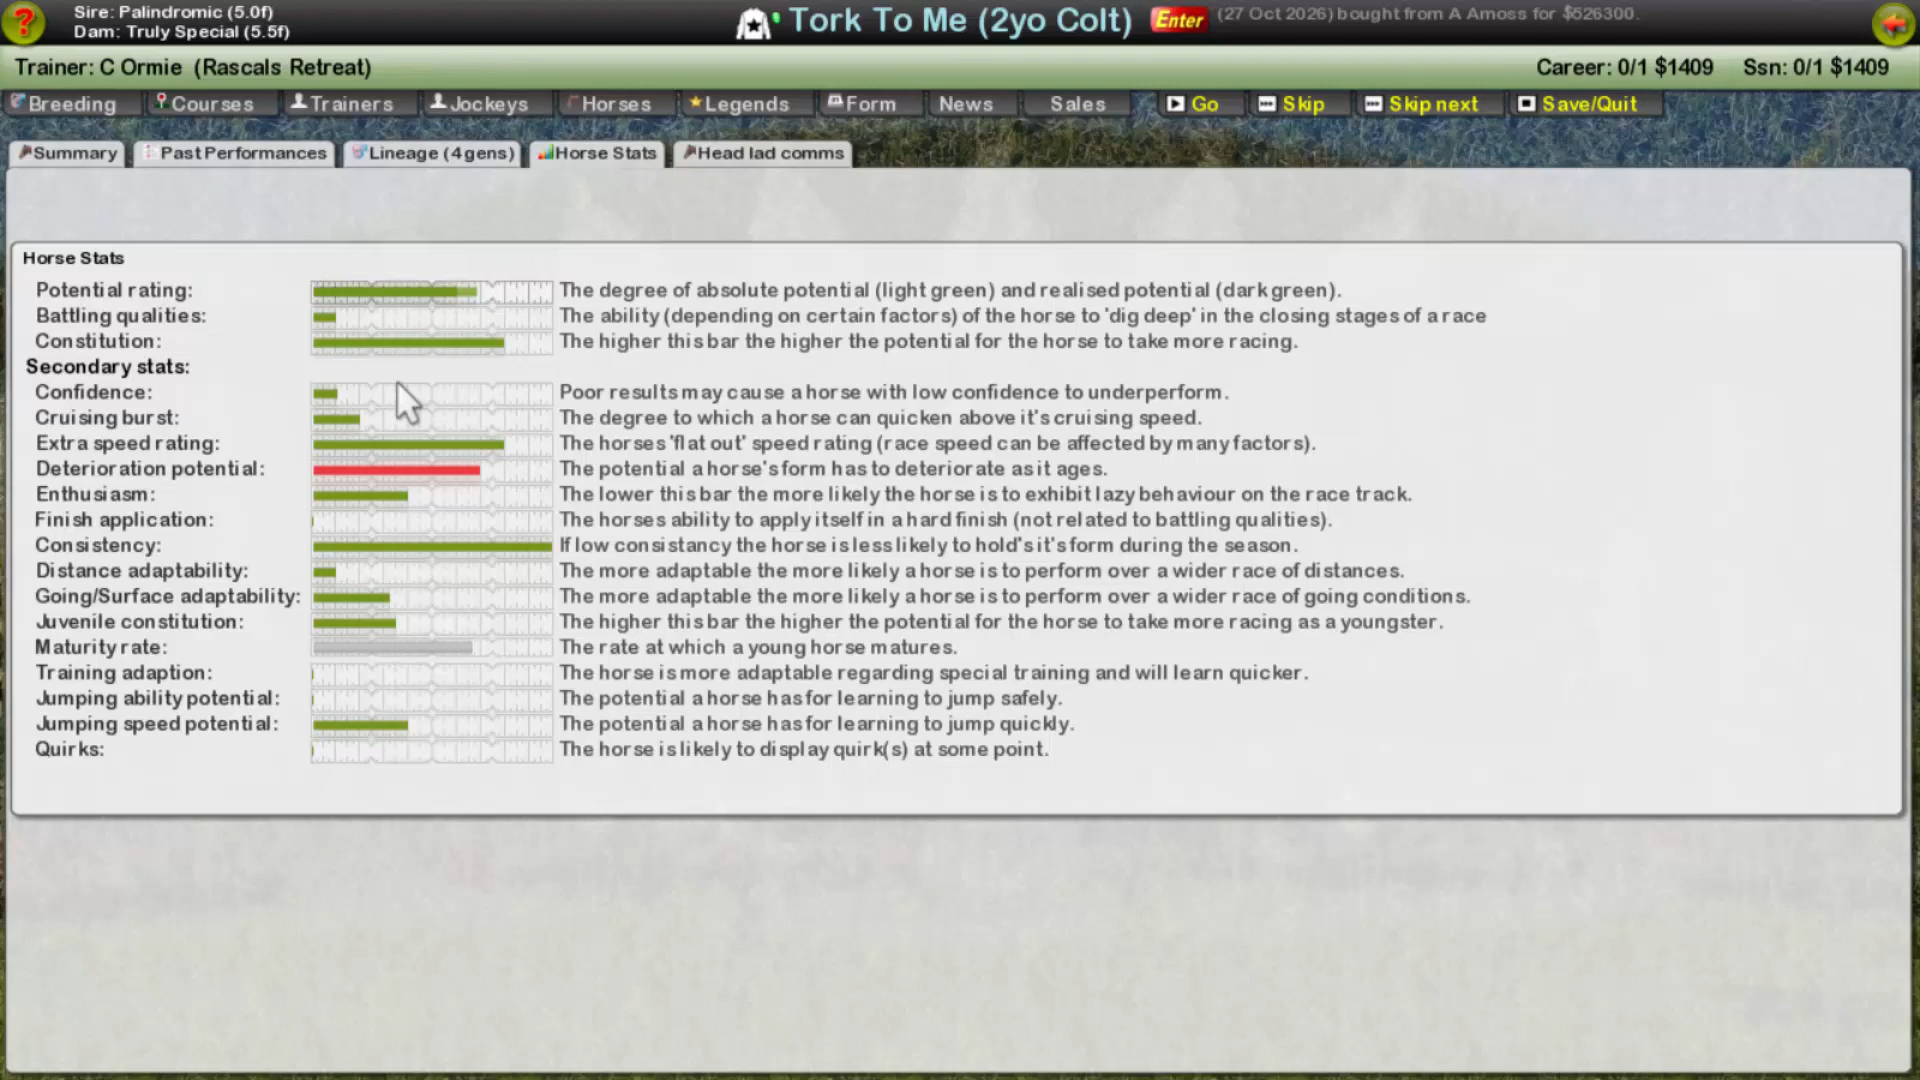 Sire: Palindromic (5.0f)
Dam: Truly Special (5.5f)
Tork To Me (2yo Colt)
Enter
(27 Oct 2026) bought from A Amoss for $526300.
Trainer: C Ormie (Rascals Retreat)
Career: 0/1 $1409 Ssn: 0/1 $1409
Breeding Courses Trainers Jockeys Horses Legends Form News Sales Go Skip Skip next Save/Quit
Summary Past Performances Lineage (4gens) Horse Stats Head lad comms
Horse Stats
Potential rating: The degree of absolute potential (light green) and realised potential (dark green).
Battling qualities: The ability (depending on certain factors) of the horse to 'dig deep' in the closing stages of a race
Constitution: The higher this bar the higher the potential for the horse to take more racing.
Secondary stats:
Confidence: Poor results may cause a horse with low confidence to underperform.
Cruising burst: The degree to which a horse can quicken above it's cruising speed.
Extra speed rating: The horses 'flat out' speed rating (race speed can be affected by many factors).
Deterioration potential: The potential a horse's form has to deteriorate as it ages.
Enthusiasm: The lower this bar the more likely the horse is to exhibit lazy behaviour on the race track.
Finish application: The horses ability to apply itself in a hard finish (not related to battling qualities).
Consistency: If low consistancy the horse is less likely to hold's it's form during the season.
Distance adaptability: The more adaptable the more likely a horse is to perform over a wider race of distances.
Going/Surface adaptability: The more adaptable the more likely a horse is to perform over a wider race of going conditions.
Juvenile constitution: The higher this bar the higher the potential for the horse to take more racing as a youngster.
Maturity rate: The rate at which a young horse matures.
Training adaption: The horse is more adaptable regarding special training and will learn quicker.
Jumping ability potential: The potential a horse has for learning to jump safely.
Jumping speed potential: The potential a horse has for learning to jump quickly.
Quirks: The horse is likely to display quirk(s) at some point.